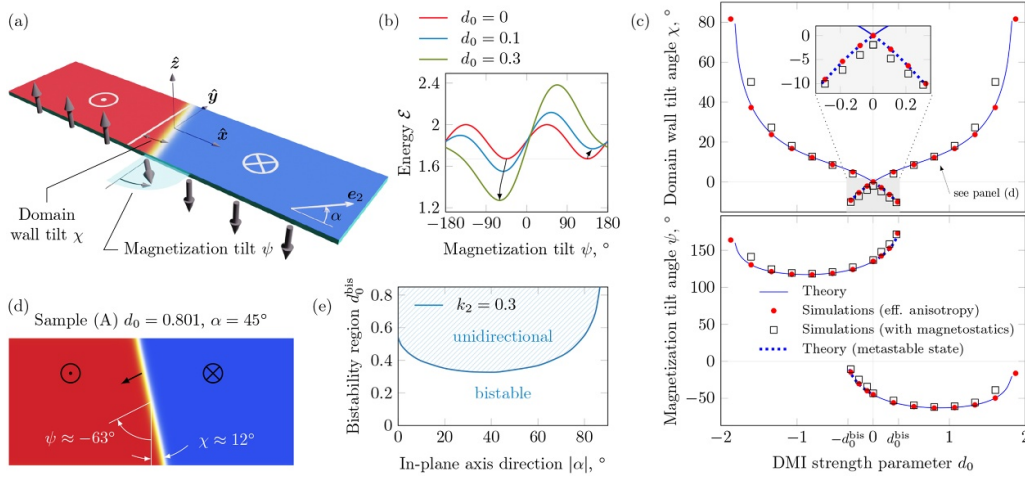 (a)
ẑ
ŷ
x̂
e₂
α
Domain
wall tilt χ
Magnetization tilt ψ
(b)
d₀ = 0
d₀ = 0.1
d₀ = 0.3
Energy ℰ
2.4
2
1.6
1.2
−180
−90
0
90
180
Magnetization tilt ψ, °
(c)
Domain wall tilt angle χ, °
80
60
40
20
0
0
−5
−10
−0.2
0
0.2
see panel (d)
Magnetization tilt angle ψ, °
150
100
50
0
−50
Theory
Simulations (eff. anisotropy)
Simulations (with magnetostatics)
Theory (metastable state)
−2
−1
−d₀ᵇⁱˢ
0
d₀ᵇⁱˢ
1
2
DMI strength parameter d₀
(d)
Sample (A) d₀ = 0.801, α = 45°
ψ ≈ −63°
χ ≈ 12°
(e)
Bistability region d₀ᵇⁱˢ
0.8
0.6
0.4
0.2
0
k₂ = 0.3
unidirectional
bistable
0
20
40
60
80
In-plane axis direction |α|, °